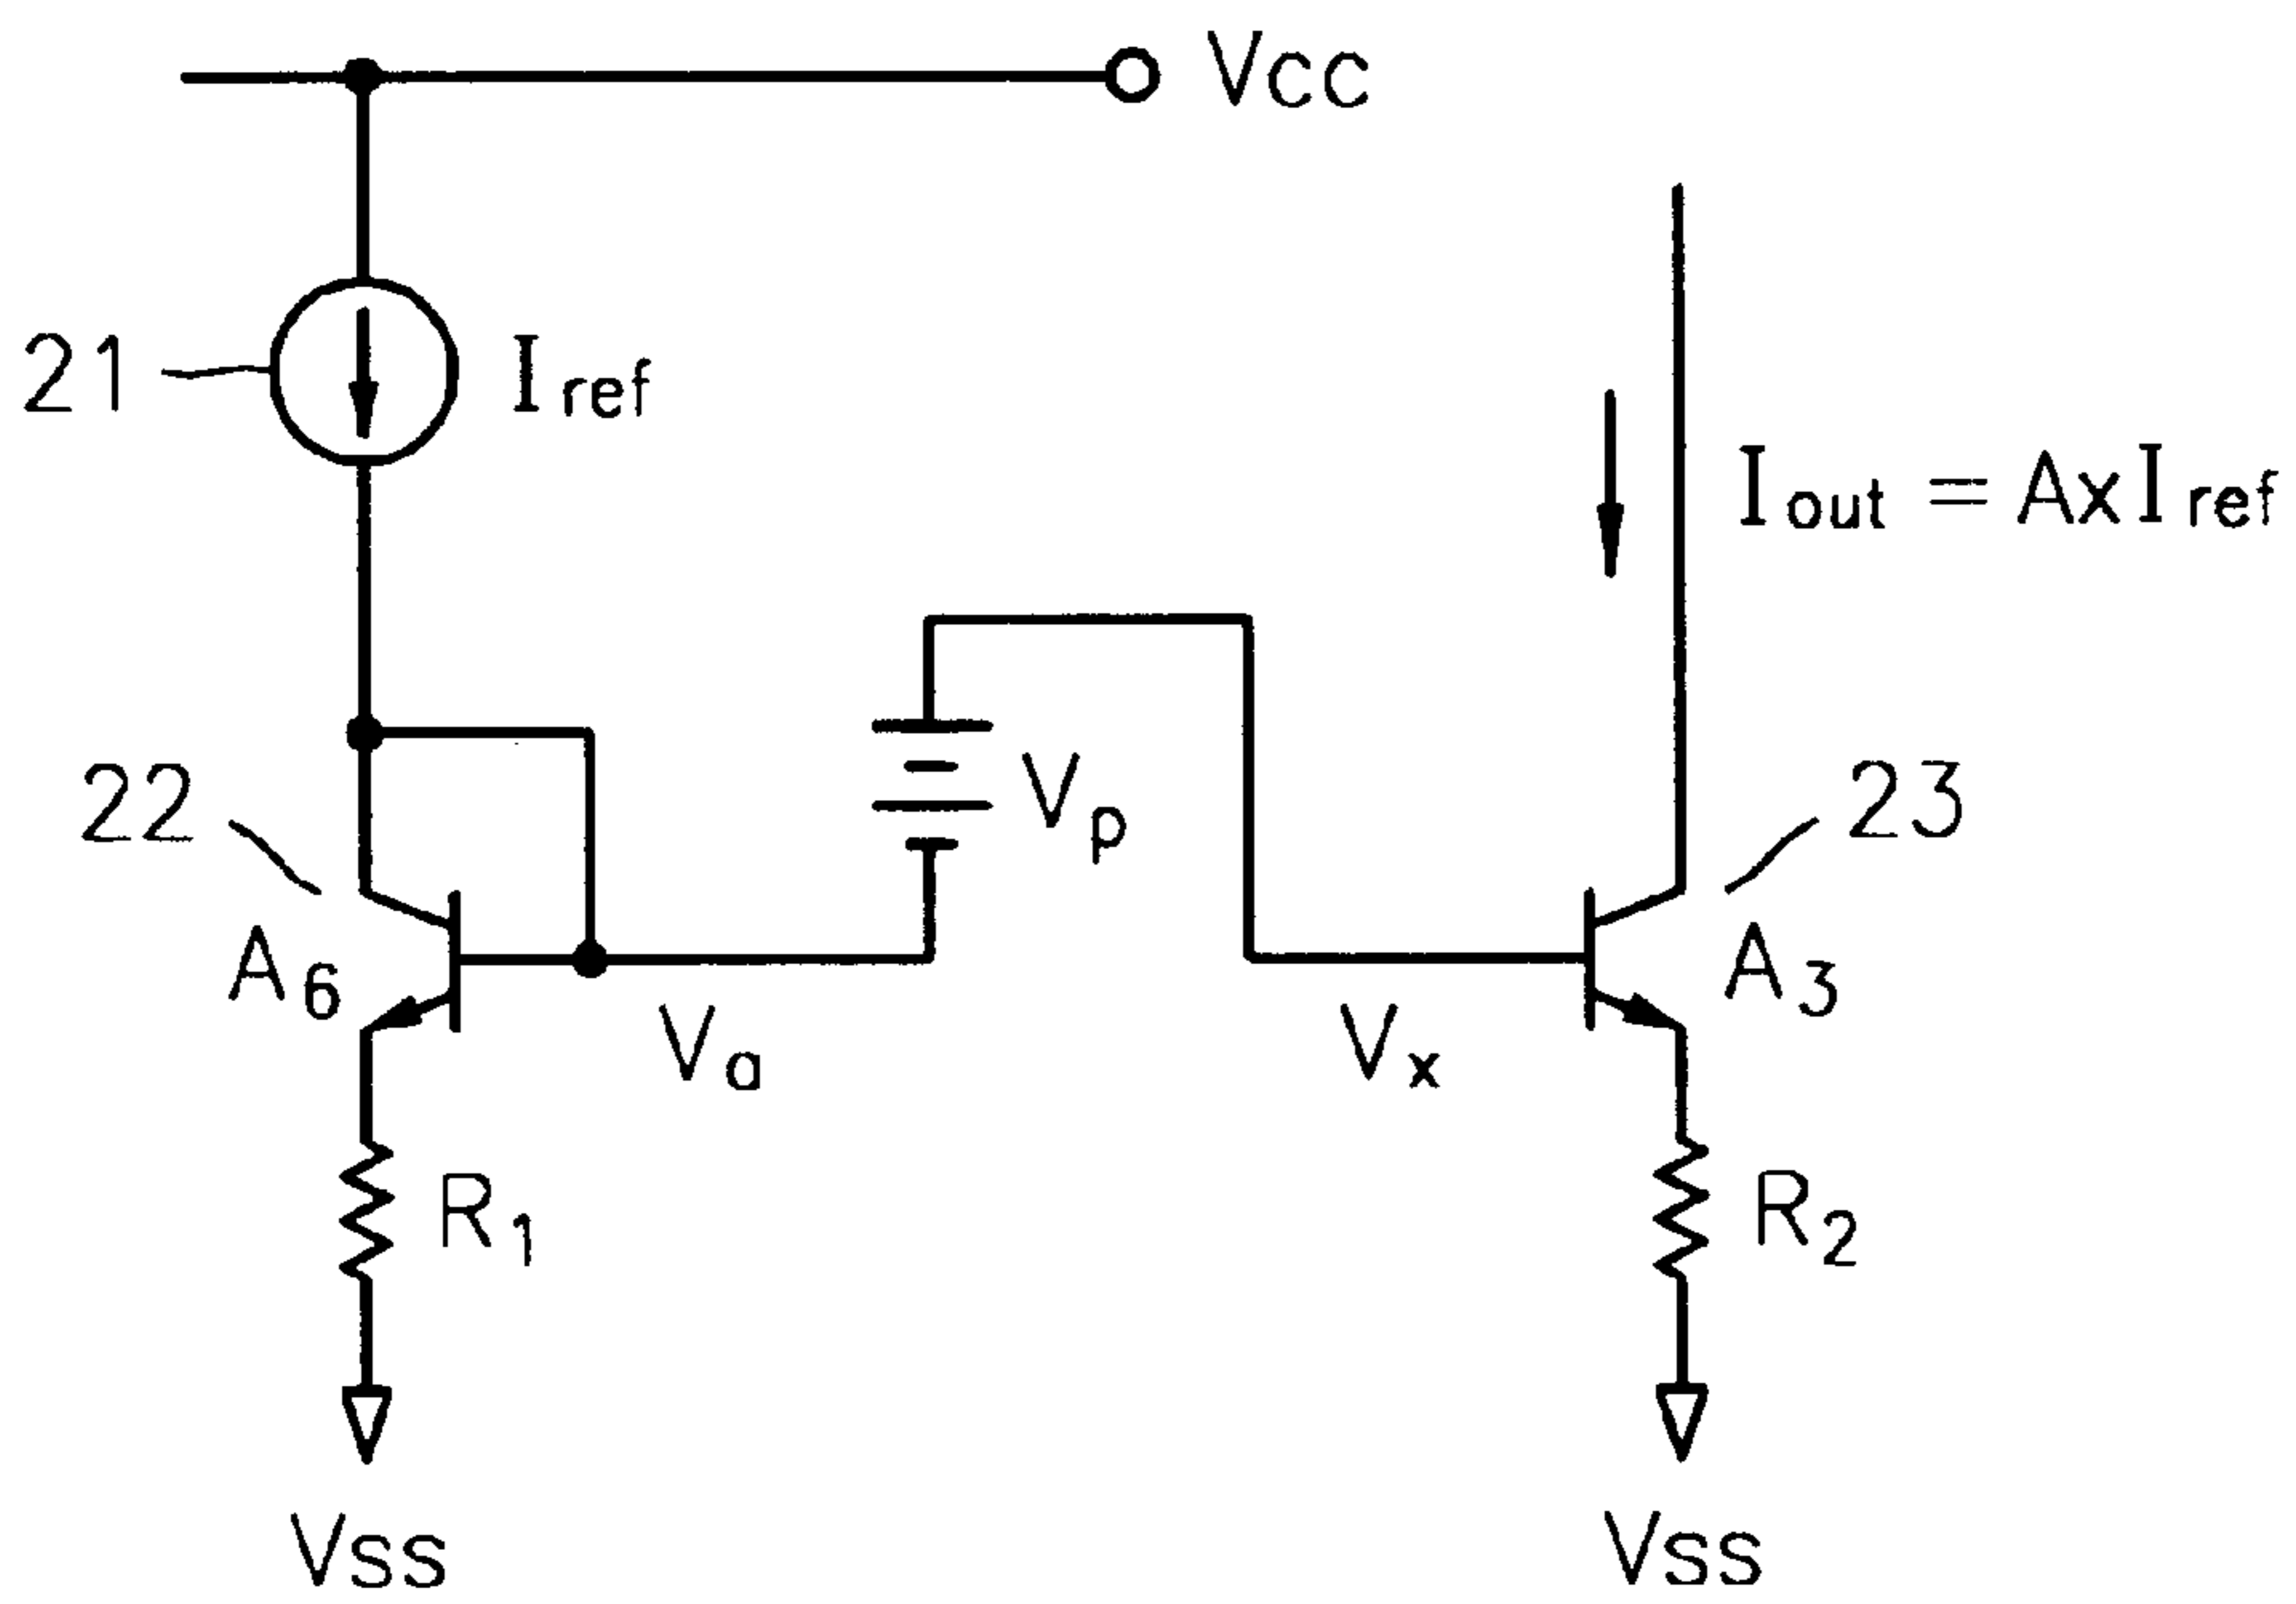 Vcc
21
Iref
Iout = AxIref
22
Vp
23
A6
A3
Va
Vx
R1
R2
Vss
Vss